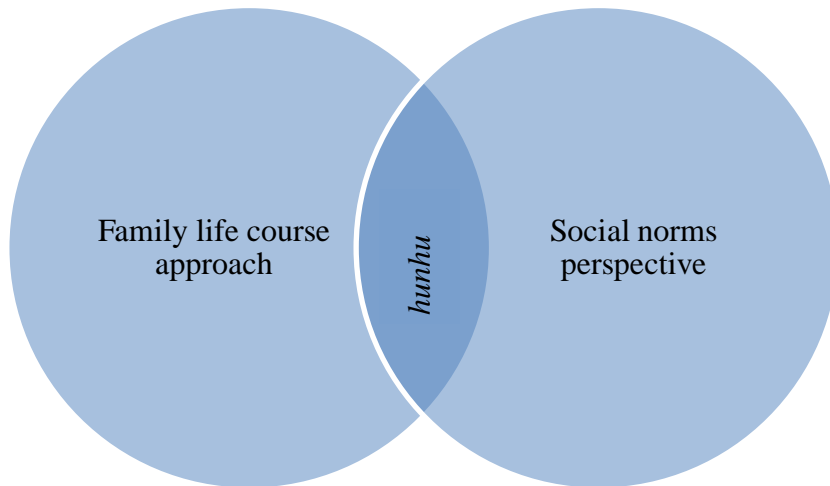 Family life course
approach
hunhu
Social norms
perspective